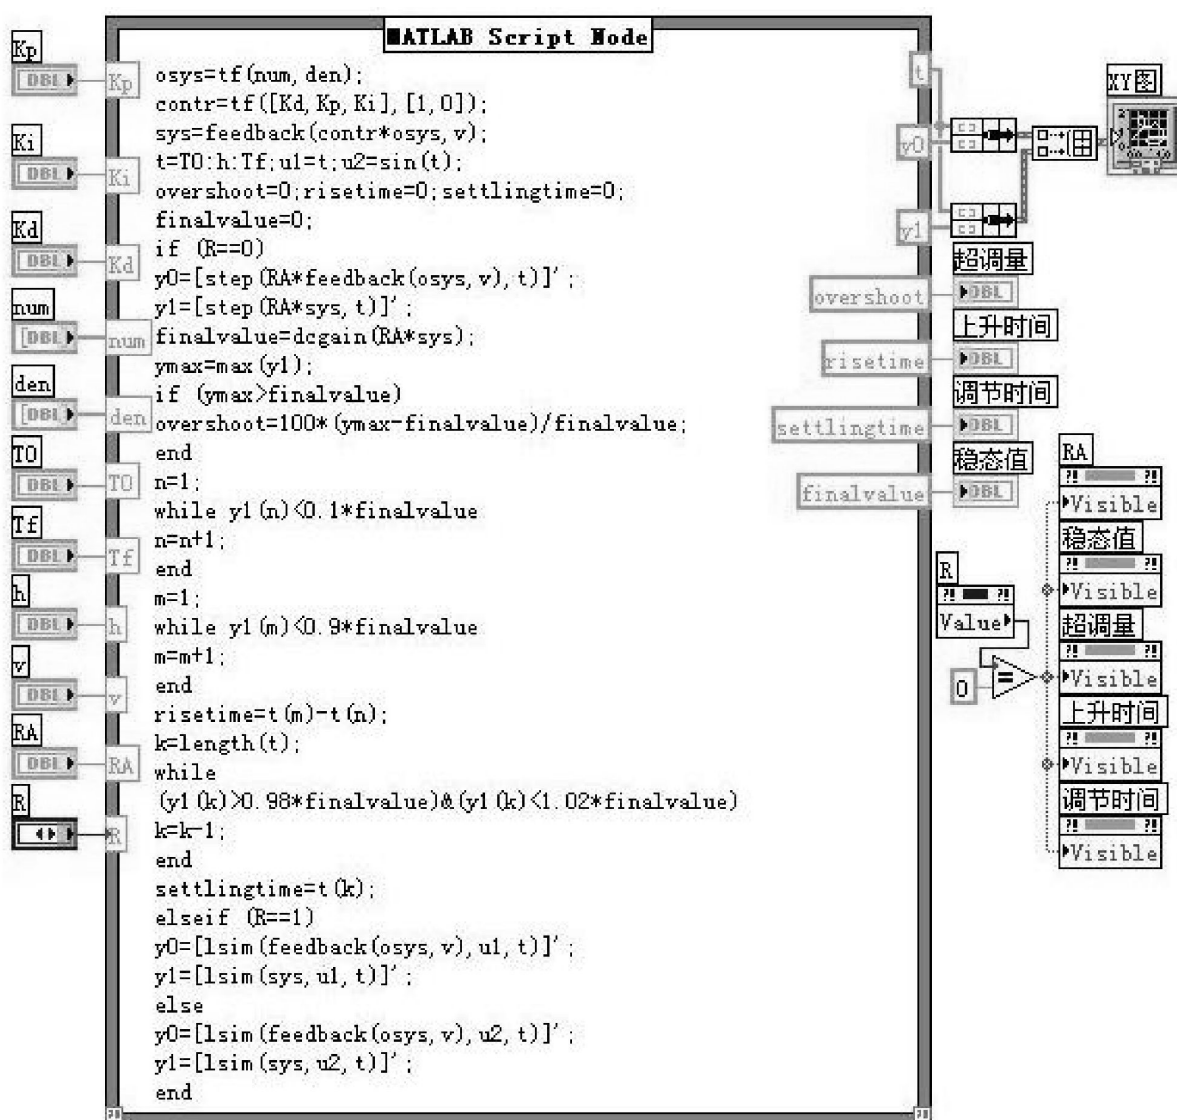 MATLAB Script Node
Kp
DBL
Kp
Ki
DBL
Ki
Kd
DBL
Kd
num
[DBL]
num
den
[DBL]
den
T0
DBL
T0
Tf
DBL
Tf
h
DBL
h
v
DBL
v
RA
DBL
RA
R
R
osys=tf(num, den);
contr=tf([Kd, Kp, Ki], [1, 0]);
sys=feedback(contr*osys, v);
t=T0:h:Tf;u1=t;u2=sin(t);
overshoot=0;risetime=0;settlingtime=0;
finalvalue=0;
if (R==0)
y0=[step(RA*feedback(osys, v), t)]';
y1=[step(RA*sys, t)]';
finalvalue=dcgain(RA*sys);
ymax=max(y1);
if (ymax>finalvalue)
overshoot=100*(ymax-finalvalue)/finalvalue;
end
n=1;
while y1(n)<0.1*finalvalue
n=n+1;
end
m=1;
while y1(m)<0.9*finalvalue
m=m+1;
end
risetime=t(m)-t(n);
k=length(t);
while
(y1(k)>0.98*finalvalue)&(y1(k)<1.02*finalvalue)
k=k-1;
end
settlingtime=t(k);
elseif (R==1)
y0=[lsim(feedback(osys, v), u1, t)]';
y1=[lsim(sys, u1, t)]';
else
y0=[lsim(feedback(osys, v), u2, t)]';
y1=[lsim(sys, u2, t)]';
end
t
y0
y1
XY图
overshoot
超调量
DBL
risetime
上升时间
DBL
settlingtime
调节时间
DBL
finalvalue
稳态值
DBL
R
?! ?!
Value
0
=
RA
?! ?!
Visible
稳态值
?! ?!
Visible
超调量
?! ?!
Visible
上升时间
?! ?!
Visible
调节时间
?! ?!
Visible
?! ?!